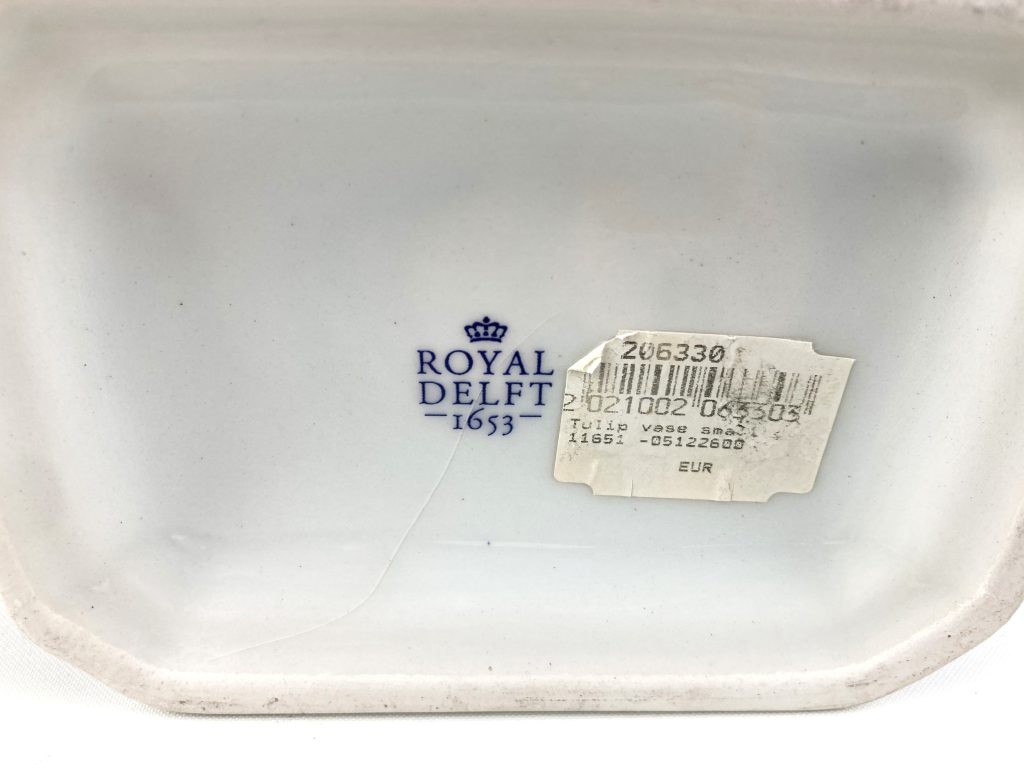 ROYAL
DELFT
1653
206330
2 021002 063303
Tulip vase
11651 -05122600
EUR